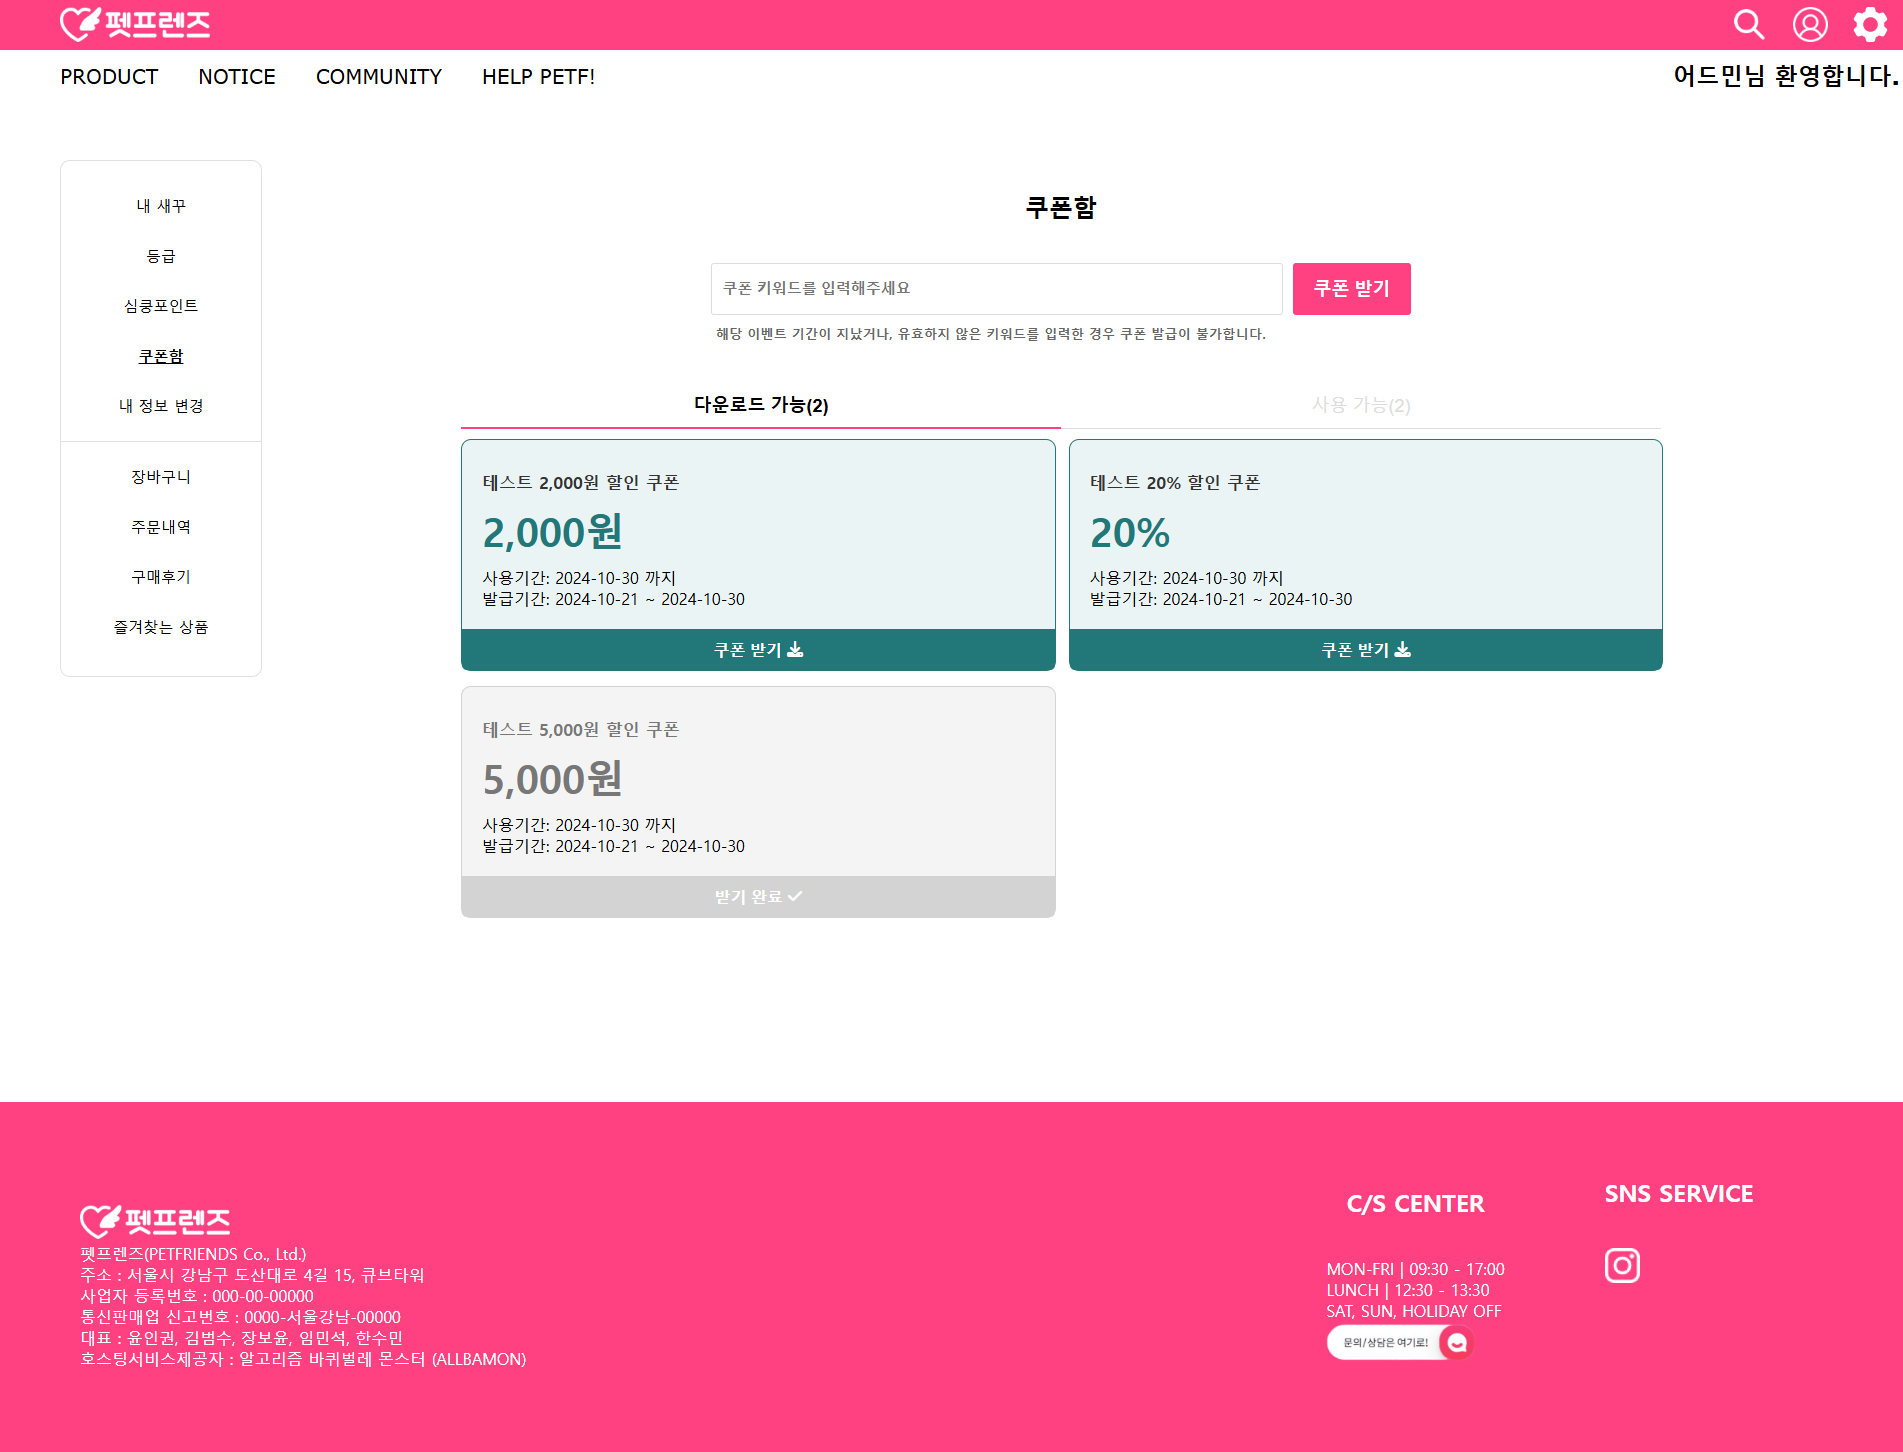 펫프렌즈
PRODUCT NOTICE COMMUNITY HELP PETF!
어드민님 환영합니다.
내 새꾸
등급
심쿵포인트
쿠폰함
내 정보 변경
장바구니
주문내역
구매후기
즐겨찾는 상품
쿠폰함
쿠폰 키워드를 입력해주세요
쿠폰 받기
해당 이벤트 기간이 지났거나, 유효하지 않은 키워드를 입력한 경우 쿠폰 발급이 불가합니다.
다운로드 가능(2)
사용 가능(2)
테스트 2,000원 할인 쿠폰
2,000원
사용기간: 2024-10-30 까지
발급기간: 2024-10-21 ~ 2024-10-30
쿠폰 받기
테스트 20% 할인 쿠폰
20%
사용기간: 2024-10-30 까지
발급기간: 2024-10-21 ~ 2024-10-30
쿠폰 받기
테스트 5,000원 할인 쿠폰
5,000원
사용기간: 2024-10-30 까지
발급기간: 2024-10-21 ~ 2024-10-30
받기 완료
펫프렌즈
펫프렌즈(PETFRIENDS Co., Ltd.)
주소 : 서울시 강남구 도산대로 4길 15, 큐브타워
사업자 등록번호 : 000-00-00000
통신판매업 신고번호 : 0000-서울강남-00000
대표 : 윤인권, 김범수, 장보윤, 임민석, 한수민
호스팅서비스제공자 : 알고리즘 바퀴벌레 몬스터 (ALLBAMON)
C/S CENTER
MON-FRI | 09:30 - 17:00
LUNCH | 12:30 - 13:30
SAT, SUN, HOLIDAY OFF
문의/상담은 여기로!
SNS SERVICE